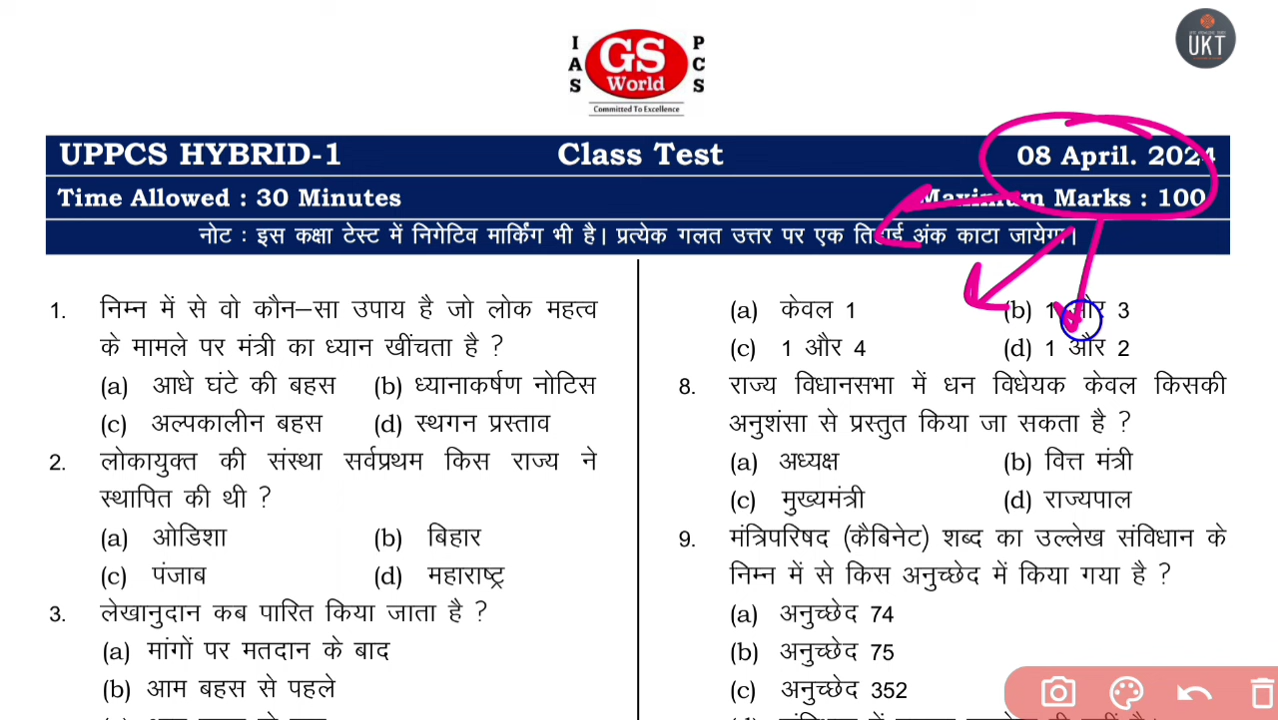 I A S
GS
World
P C S
Committed To Excellence
UKT
UPPCS HYBRID-1 Class Test 08 April. 2024
Time Allowed : 30 Minutes Maximum Marks : 100
नोट : इस कक्षा टेस्ट में निगेटिव मार्किंग भी है। प्रत्येक गलत उत्तर पर एक तिहाई अंक काटा जायेगा।
1. निम्न में से वो कौन–सा उपाय है जो लोक महत्व
के मामले पर मंत्री का ध्यान खींचता है ?
(a) आधे घंटे की बहस (b) ध्यानाकर्षण नोटिस
(c) अल्पकालीन बहस (d) स्थगन प्रस्ताव
2. लोकायुक्त की संस्था सर्वप्रथम किस राज्य ने
स्थापित की थी ?
(a) ओडिशा (b) बिहार
(c) पंजाब (d) महाराष्ट्र
3. लेखानुदान कब पारित किया जाता है ?
(a) मांगों पर मतदान के बाद
(b) आम बहस से पहले
(a) केवल 1 (b) 1 और 3
(c) 1 और 4 (d) 1 और 2
8. राज्य विधानसभा में धन विधेयक केवल किसकी
अनुशंसा से प्रस्तुत किया जा सकता है ?
(a) अध्यक्ष (b) वित्त मंत्री
(c) मुख्यमंत्री (d) राज्यपाल
9. मंत्रिपरिषद (कैबिनेट) शब्द का उल्लेख संविधान के
निम्न में से किस अनुच्छेद में किया गया है ?
(a) अनुच्छेद 74
(b) अनुच्छेद 75
(c) अनुच्छेद 352